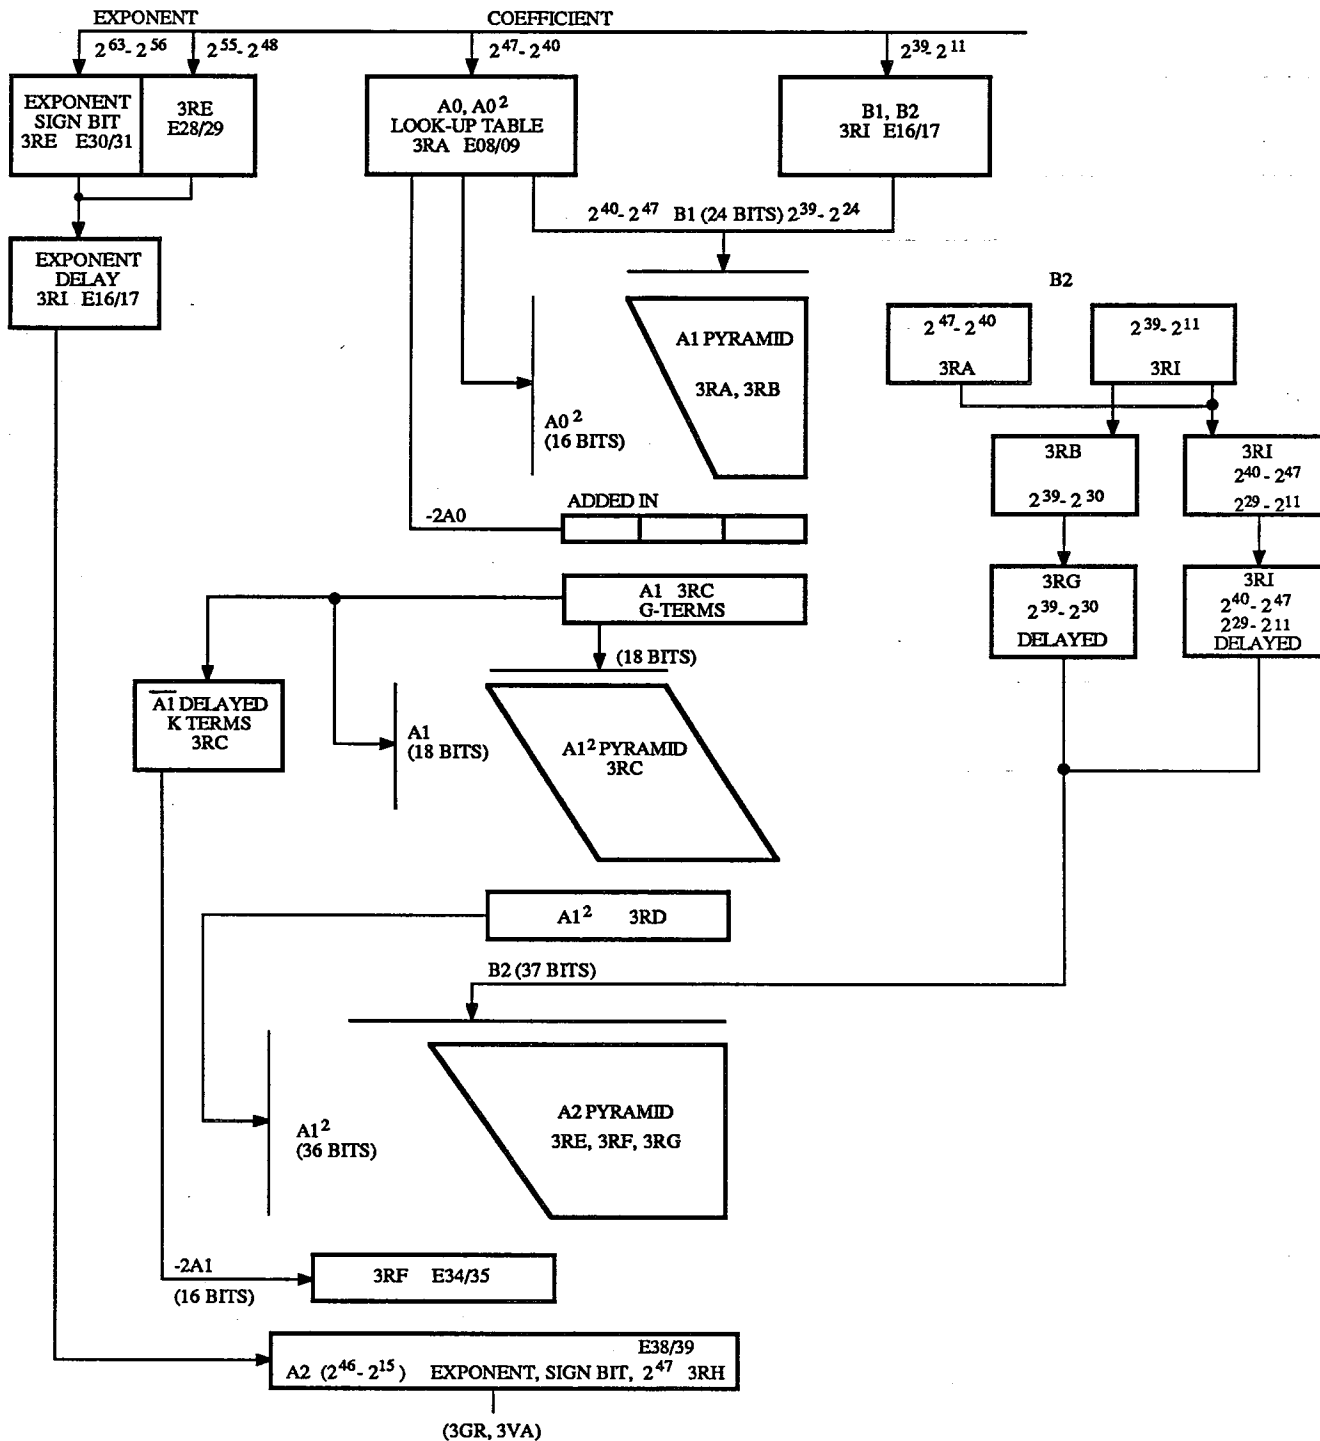 EXPONENT
COEFFICIENT
2^63 - 2^56
2^55 - 2^48
2^47 - 2^40
2^39 - 2^11
EXPONENT
SIGN BIT
3RE E30/31
3RE
E28/29
A0, A0^2
LOOK-UP TABLE
3RA E08/09
B1, B2
3RI E16/17
2^40 - 2^47 B1 (24 BITS) 2^39 - 2^24
EXPONENT
DELAY
3RI E16/17
B2
A1 PYRAMID
3RA, 3RB
2^47 - 2^40
3RA
2^39 - 2^11
3RI
A0^2
(16 BITS)
3RB
2^39 - 2^30
3RI
2^40 - 2^47
2^29 - 2^11
-2A0
ADDED IN
A1 3RC
G-TERMS
3RG
2^39 - 2^30
DELAYED
3RI
2^40 - 2^47
2^29 - 2^11
DELAYED
(18 BITS)
A̅1̅ DELAYED
K TERMS
3RC
A1
(18 BITS)
A1^2 PYRAMID
3RC
A1^2 3RD
B2 (37 BITS)
A1^2
(36 BITS)
A2 PYRAMID
3RE, 3RF, 3RG
-2A1
(16 BITS)
3RF E34/35
E38/39
A2 (2^46 - 2^15) EXPONENT, SIGN BIT, 2^47 3RH
(3GR, 3VA)